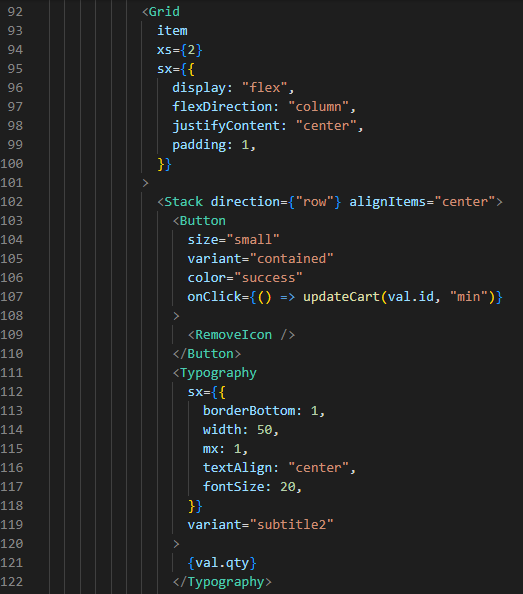 92 <Grid
93 item
94 xs={2}
95 sx={{
96 display: "flex",
97 flexDirection: "column",
98 justifyContent: "center",
99 padding: 1,
100 }}
101 >
102 <Stack direction={"row"} alignItems="center">
103 <Button
104 size="small"
105 variant="contained"
106 color="success"
107 onClick={() => updateCart(val.id, "min")}
108 >
109 <RemoveIcon />
110 </Button>
111 <Typography
112 sx={{
113 borderBottom: 1,
114 width: 50,
115 mx: 1,
116 textAlign: "center",
117 fontSize: 20,
118 }}
119 variant="subtitle2"
120 >
121 {val.qty}
122 </Typography>